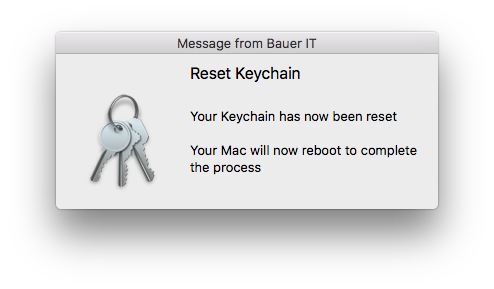 Message from Bauer IT
Reset Keychain
Your Keychain has now been reset
Your Mac will now reboot to complete
the process